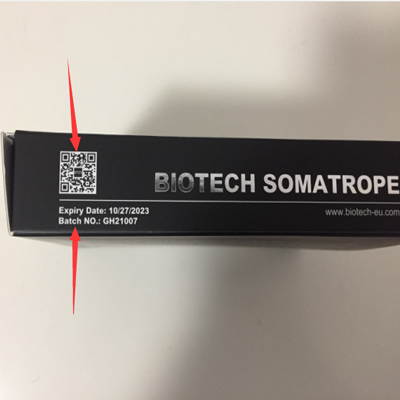 BIOTECH SOMATROPE
Expiry Date: 10/27/2023
Batch NO.: GH21007
www.biotech-eu.com